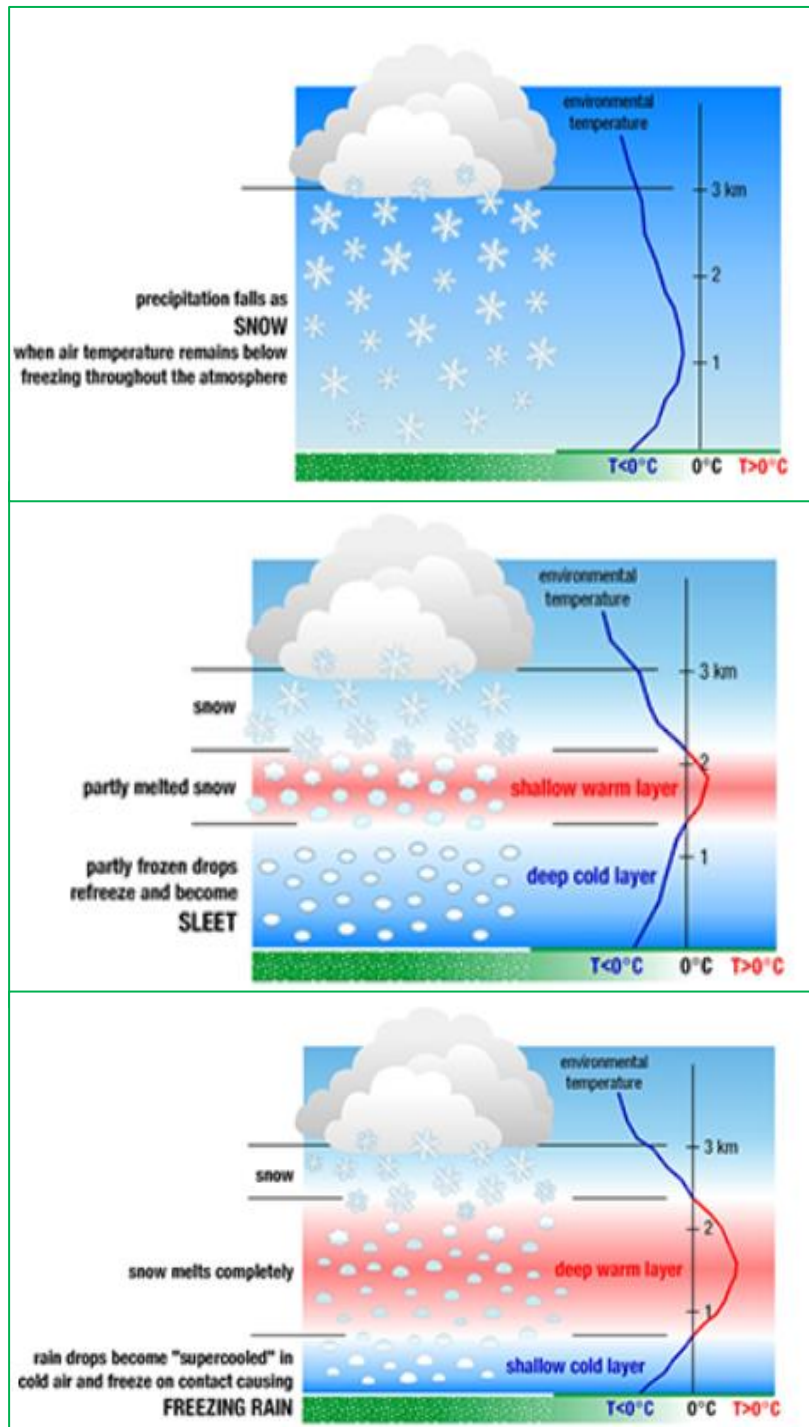 environmental
temperature
3 km
2
precipitation falls as
SNOW
when air temperature remains below
freezing throughout the atmosphere
1
T<0°C 0°C T>0°C
environmental
temperature
3 km
snow
2
partly melted snow
shallow warm layer
1
partly frozen drops
refreeze and become
SLEET
deep cold layer
T<0°C 0°C T>0°C
environmental
temperature
3 km
snow
2
snow melts completely
deep warm layer
1
rain drops become "supercooled" in
cold air and freeze on contact causing
FREEZING RAIN
shallow cold layer
T<0°C 0°C T>0°C